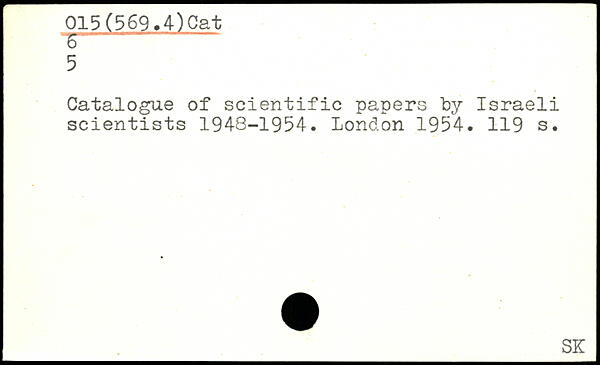 015(569.4)Cat
6
5
Catalogue of scientific papers by Israeli
scientists 1948-1954. London 1954. 119 s.
SK